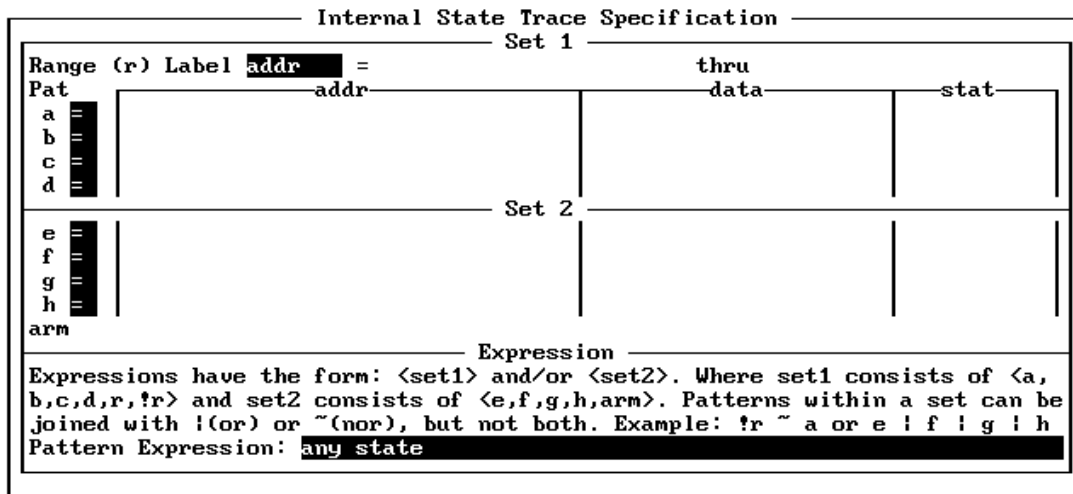 Internal State Trace Specification
Set 1
Range (r) Label addr = thru
Pat addr data stat
a =
b =
c =
d =
Set 2
e =
f =
g =
h =
arm
Expression
Expressions have the form: <set1> and/or <set2>. Where set1 consists of <a,
b,c,d,r,!r> and set2 consists of <e,f,g,h,arm>. Patterns within a set can be
joined with |(or) or ~(nor), but not both. Example: !r ~ a or e | f | g | h
Pattern Expression: any state